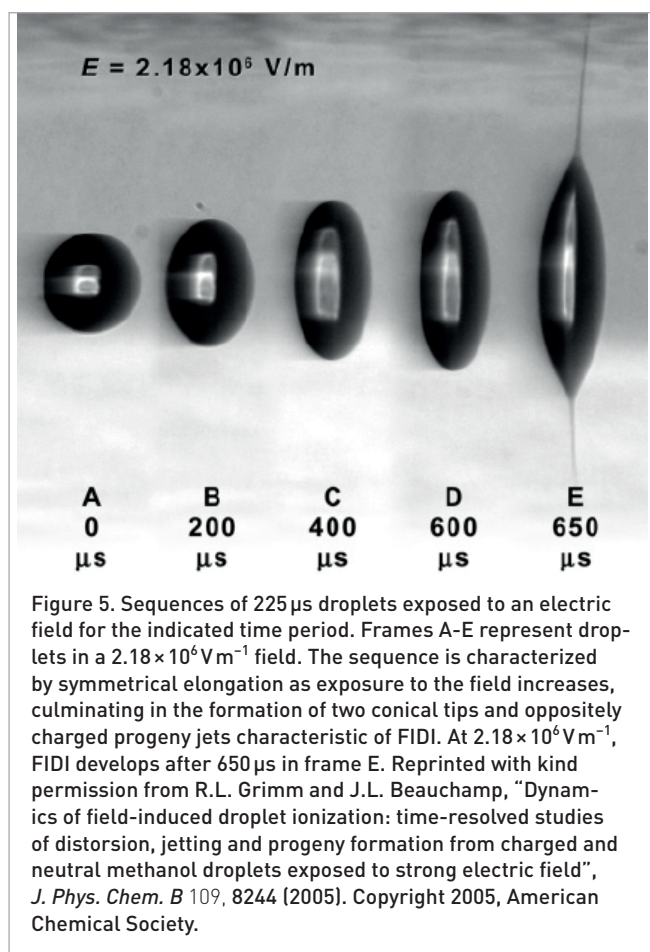 E = 2.18x10⁶ V/m
A B C D E
0 200 400 600 650
µs µs µs µs µs
Figure 5. Sequences of 225 µs droplets exposed to an electric
field for the indicated time period. Frames A-E represent drop-
lets in a 2.18 × 10⁶ V m⁻¹ field. The sequence is characterized
by symmetrical elongation as exposure to the field increases,
culminating in the formation of two conical tips and oppositely
charged progeny jets characteristic of FIDI. At 2.18 × 10⁶ V m⁻¹,
FIDI develops after 650 µs in frame E. Reprinted with kind
permission from R.L. Grimm and J.L. Beauchamp, “Dynam-
ics of field-induced droplet ionization: time-resolved studies
of distorsion, jetting and progeny formation from charged and
neutral methanol droplets exposed to strong electric field”,
J. Phys. Chem. B 109, 8244 (2005). Copyright 2005, American
Chemical Society.